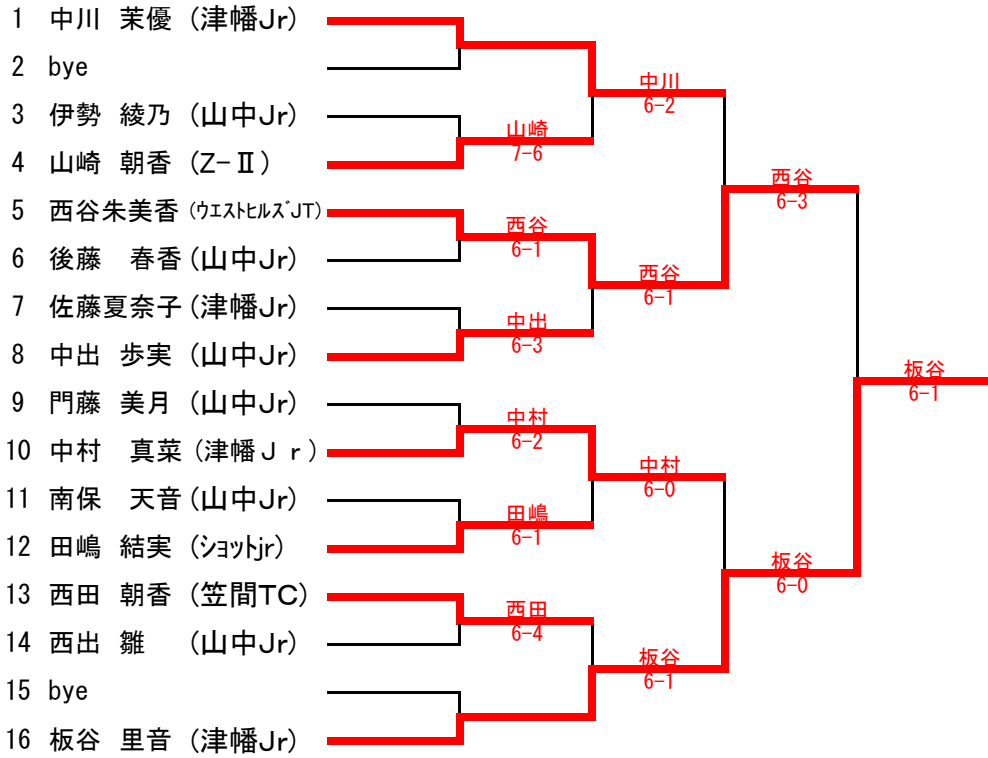 1 中川 茉優 (津幡Jr)
2 bye
3 伊勢 綾乃 (山中Jr)
4 山崎 朝香 (Z-Ⅱ)
5 西谷朱美香 (ウエストヒルズJT)
6 後藤 春香 (山中Jr)
7 佐藤夏奈子 (津幡Jr)
8 中出 歩実 (山中Jr)
9 門藤 美月 (山中Jr)
10 中村 真菜 (津幡Jr)
11 南保 天音 (山中Jr)
12 田嶋 結実 (ショットjr)
13 西田 朝香 (笠間TC)
14 西出 雛 (山中Jr)
15 bye
16 板谷 里音 (津幡Jr)
山崎
7-6
西谷
6-1
中出
6-3
中村
6-2
田嶋
6-1
西田
6-4
中川
6-2
西谷
6-1
中村
6-0
板谷
6-1
西谷
6-3
板谷
6-0
板谷
6-1